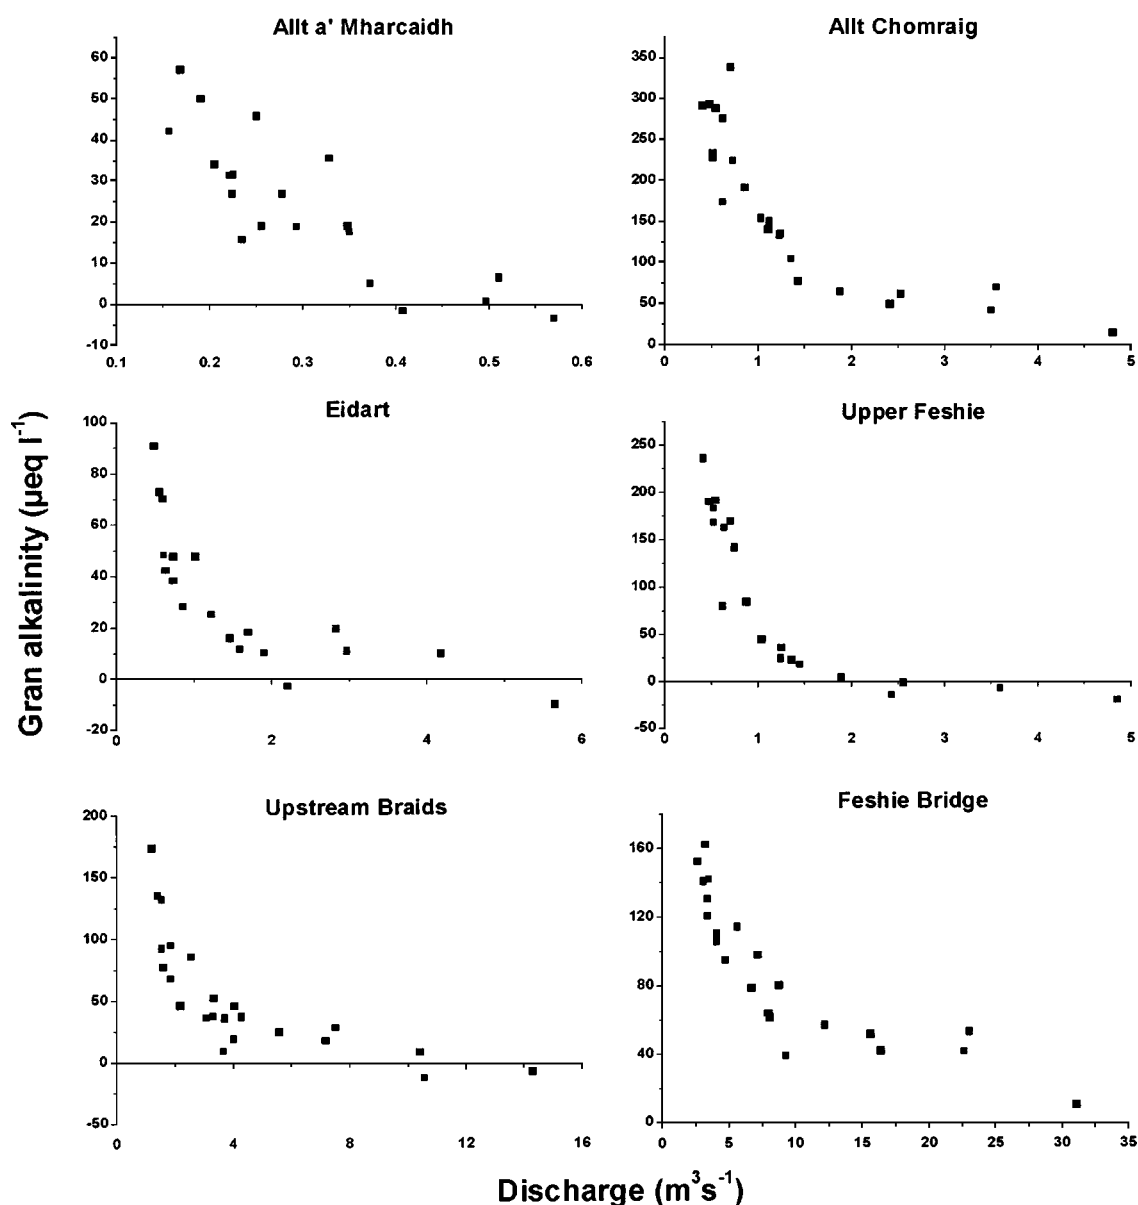 Allt a' Mharcaidh
60
50
40
30
20
10
0
-10
0.1 0.2 0.3 0.4 0.5 0.6
Allt Chomraig
350
300
250
200
150
100
50
0
0 1 2 3 4 5
Gran alkalinity (µeq l-1)
Eidart
100
80
60
40
20
0
-20
0 2 4 6
Upper Feshie
250
200
150
100
50
0
-50
0 1 2 3 4 5
Upstream Braids
200
150
100
50
0
-50
0 4 8 12 16
Feshie Bridge
160
120
80
40
0
0 5 10 15 20 25 30 35
Discharge (m3s-1)